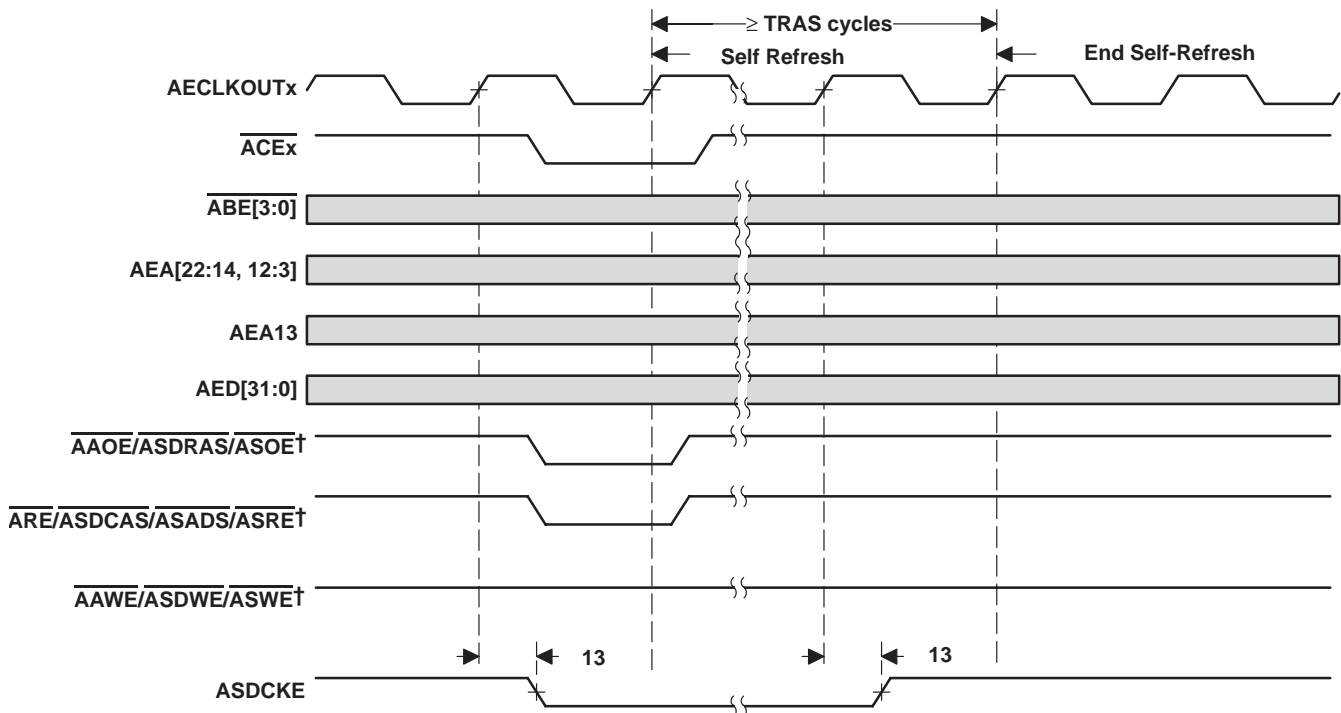 ≥ TRAS cycles
Self Refresh
End Self-Refresh
AECLKOUTx
ACEx
ABE[3:0]
AEA[22:14, 12:3]
AEA13
AED[31:0]
AAOE/ASDRAS/ASOE†
ARE/ASDCAS/ASADS/ASRE†
AAWE/ASDWE/ASWE†
13
13
ASDCKE